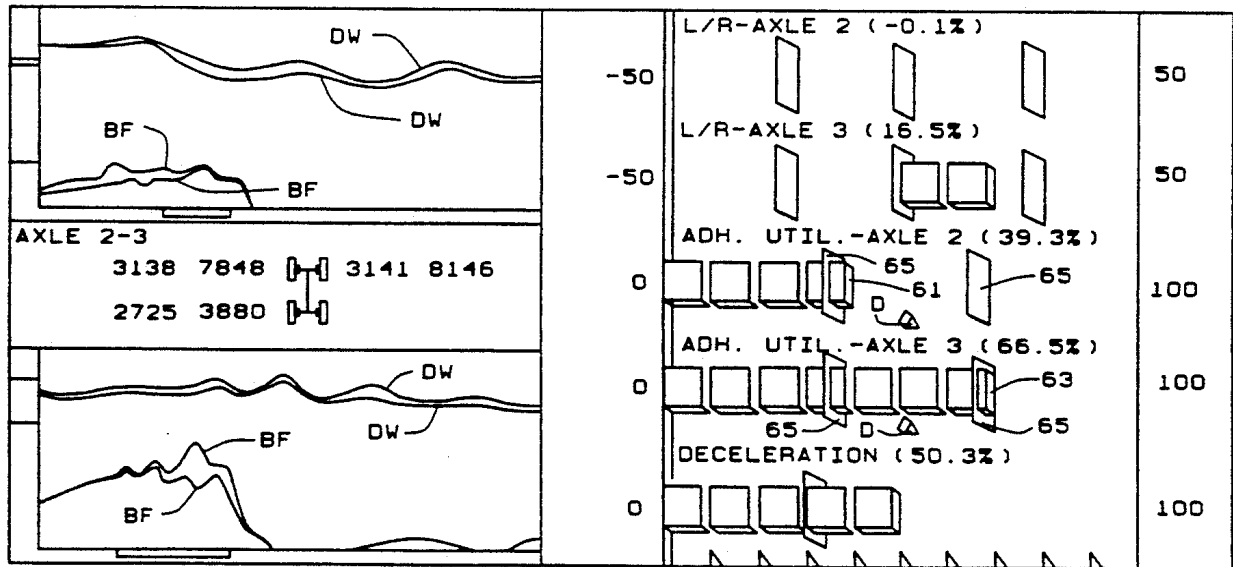 DW
DW
BF
BF
AXLE 2-3
3138 7848 3141 8146
2725 3880
DW
DW
BF
BF
L/R-AXLE 2 (-0.1%)
-50 50
L/R-AXLE 3 (16.5%)
-50 50
ADH. UTIL.-AXLE 2 (39.3%)
65 65
0 61 100
D
ADH. UTIL.-AXLE 3 (66.5%)
0 63 100
65 D 65
DECELERATION (50.3%)
0 100